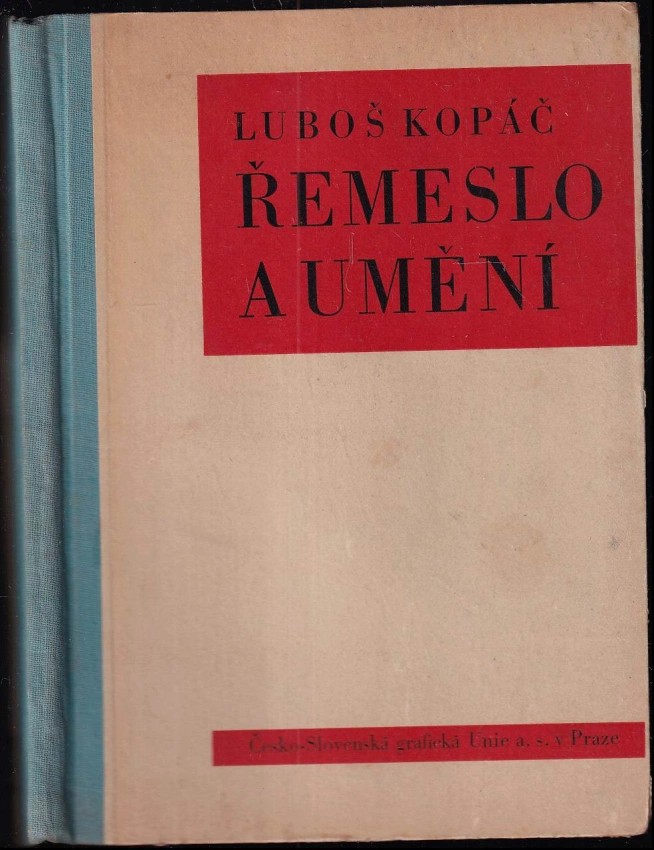 LUBOŠ KOPÁČ
ŘEMESLO
A UMĚNÍ
Česko-Slovenská grafická Unie a. s. v Praze